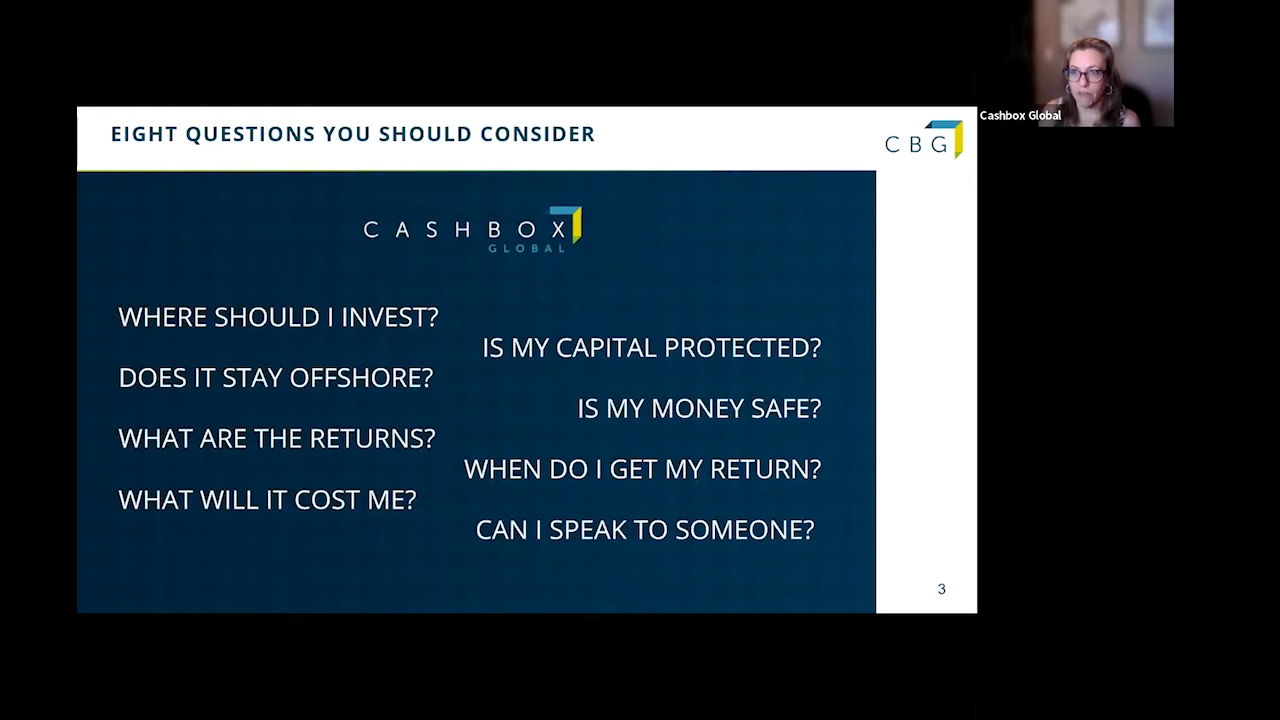 EIGHT QUESTIONS YOU SHOULD CONSIDER
CBG
CASHBOX
GLOBAL
WHERE SHOULD I INVEST?
IS MY CAPITAL PROTECTED?
DOES IT STAY OFFSHORE?
IS MY MONEY SAFE?
WHAT ARE THE RETURNS?
WHEN DO I GET MY RETURN?
WHAT WILL IT COST ME?
CAN I SPEAK TO SOMEONE?
3
Cashbox Global